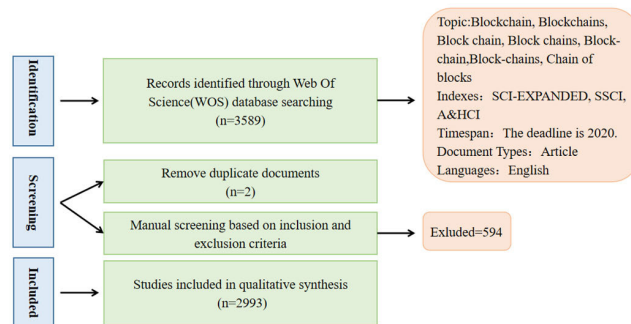 Identification
Records identified through Web Of
Science(WOS) database searching
(n=3589)
Topic:Blockchain, Blockchains,
Block chain, Block chains, Block-
chain,Block-chains, Chain of
blocks
Indexes：SCI-EXPANDED, SSCI,
A&HCI
Timespan：The deadline is 2020.
Document Types：Article
Languages：English
Screening
Remove duplicate documents
(n=2)
Manual screening based on inclusion and
exclusion criteria
Exluded=594
Included
Studies included in qualitative synthesis
(n=2993)